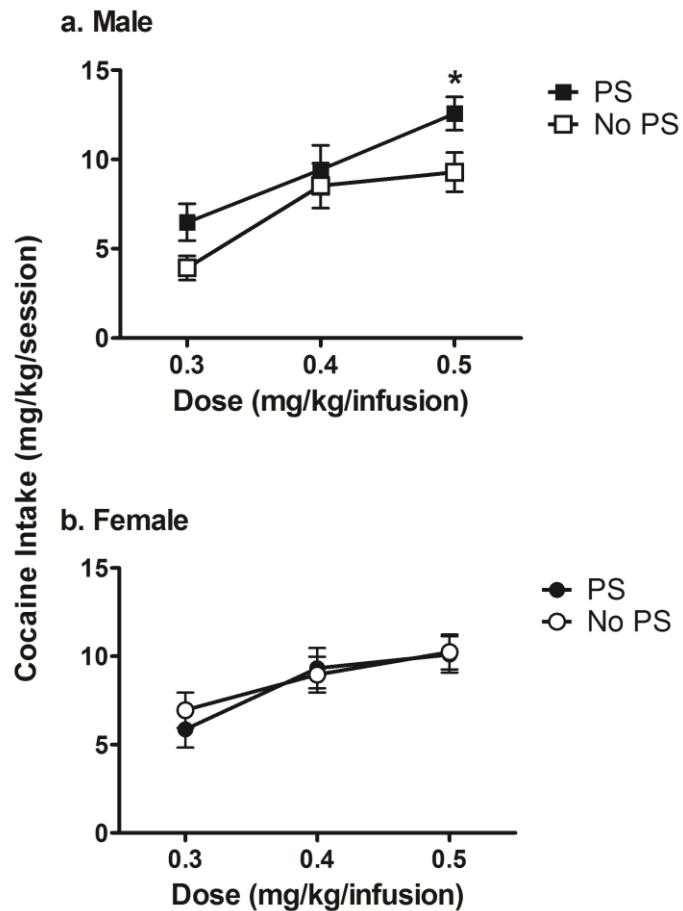 a. Male
15
10
5
0
*
PS
No PS
0.3 0.4 0.5
Dose (mg/kg/infusion)
Cocaine Intake (mg/kg/session)
b. Female
15
10
5
0
PS
No PS
0.3 0.4 0.5
Dose (mg/kg/infusion)